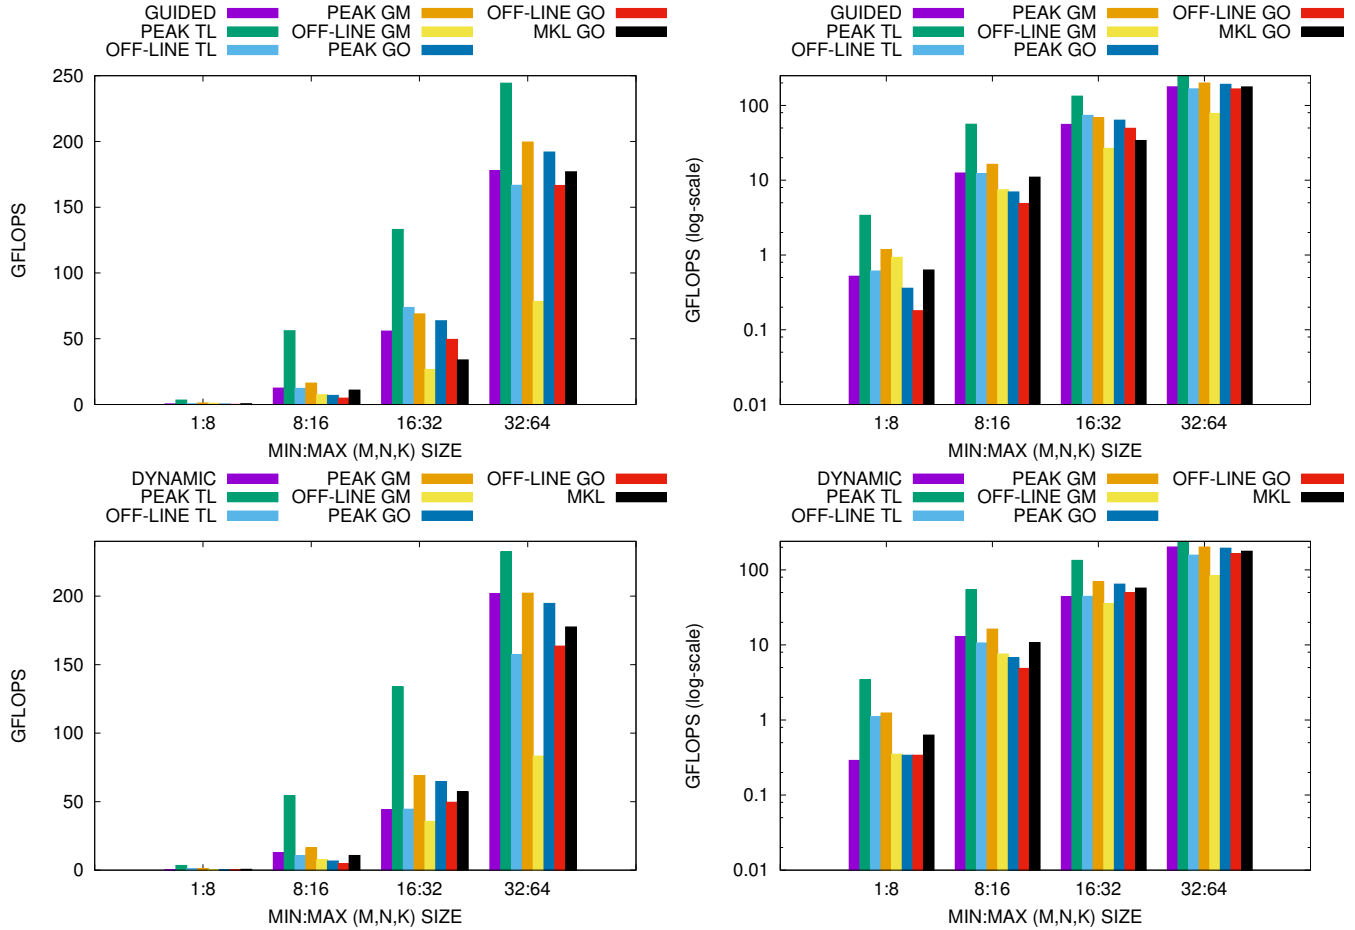 GUIDED PEAK GM OFF-LINE GO
PEAK TL OFF-LINE GM MKL GO
OFF-LINE TL PEAK GO
250
200
150
100
50
0
GFLOPS
1:8 8:16 16:32 32:64
MIN:MAX (M,N,K) SIZE
GUIDED PEAK GM OFF-LINE GO
PEAK TL OFF-LINE GM MKL GO
OFF-LINE TL PEAK GO
100
10
1
0.1
0.01
GFLOPS (log-scale)
1:8 8:16 16:32 32:64
MIN:MAX (M,N,K) SIZE
DYNAMIC PEAK GM OFF-LINE GO
PEAK TL OFF-LINE GM MKL
OFF-LINE TL PEAK GO
200
150
100
50
0
GFLOPS
1:8 8:16 16:32 32:64
MIN:MAX (M,N,K) SIZE
DYNAMIC PEAK GM OFF-LINE GO
PEAK TL OFF-LINE GM MKL
OFF-LINE TL PEAK GO
100
10
1
0.1
0.01
GFLOPS (log-scale)
1:8 8:16 16:32 32:64
MIN:MAX (M,N,K) SIZE